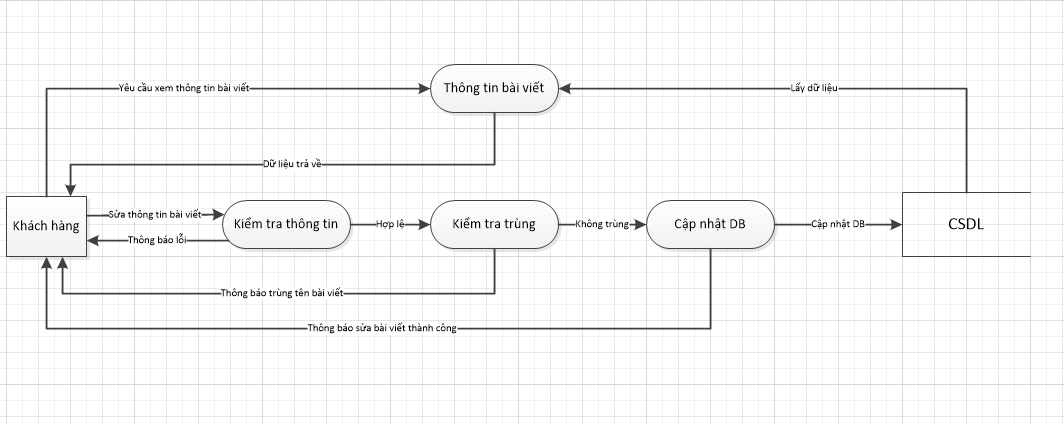 Thông tin bài viết
Yêu cầu xem thông tin bài viết
Lấy dữ liệu
Dữ liệu trả về
Khách hàng
Sửa thông tin bài viết
Thông báo lỗi
Kiểm tra thông tin
Hợp lệ
Kiểm tra trùng
Không trùng
Cập nhật DB
Cập nhật DB
CSDL
Thông báo trùng tên bài viết
Thông báo sửa bài viết thành công